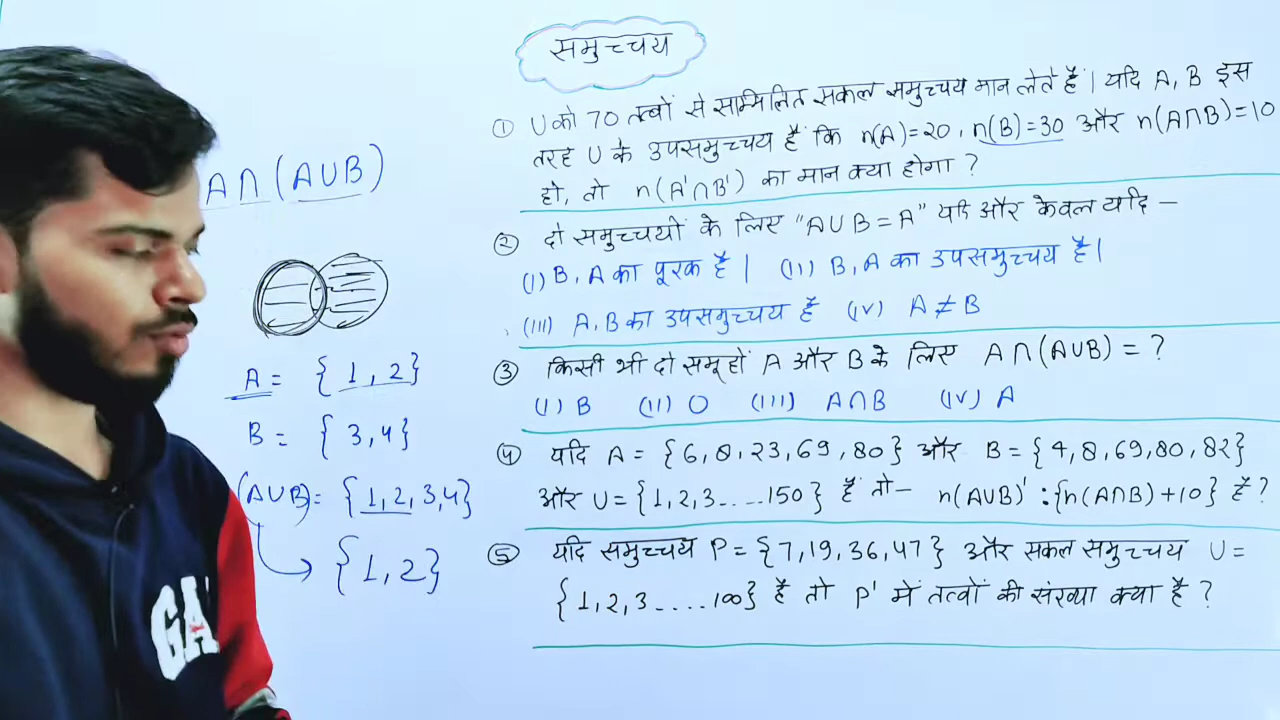 समुच्चय
① U को 70 तत्वों से सम्मिलित सकल समुच्चय मान लेते हैं | यदि A, B इस
तरह U के उपसमुच्चय हैं कि n(A)=20, n(B)=30 और n(A∩B)=10
हो, तो n(A'∩B') का मान क्या होगा ?
② दो समुच्चयों के लिए "A∪B = A" यदि और केवल यदि –
(i) B, A का पूरक है | (ii) B, A का उपसमुच्चय है |
(iii) A, B का उपसमुच्चय है (iv) A ≠ B
③ किसी भी दो समूहों A और B के लिए A∩(A∪B) = ?
(i) B (ii) O (iii) A∩B (iv) A
④ यदि A = {6, 8, 23, 69, 80} और B = {4, 8, 69, 80, 82}
और U = {1, 2, 3.....150} है तो – n(A∪B)' : {n(A∩B)+10} है ?
⑤ यदि समुच्चय P = {7, 19, 36, 47} और सकल समुच्चय U =
{1, 2, 3.....100} है तो P' में तत्वों की संख्या क्या है ?
A∩(A∪B)
A = {1, 2}
B = {3, 4}
(A∪B) = {1, 2, 3, 4}
{1, 2}
GA